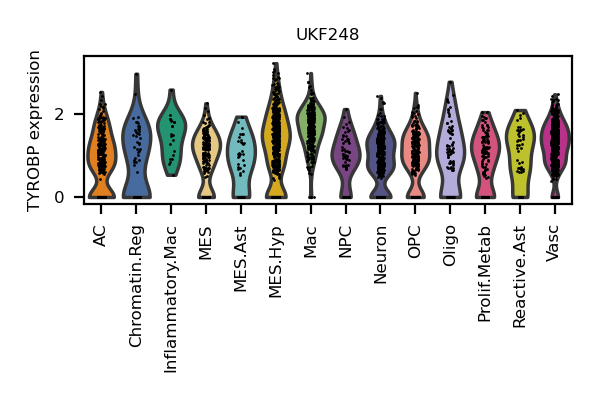 UKF248
TYROBP expression
2
0
AC
Chromatin.Reg
Inflammatory.Mac
MES
MES.Ast
MES.Hyp
Mac
NPC
Neuron
OPC
Oligo
Prolif.Metab
Reactive.Ast
Vasc